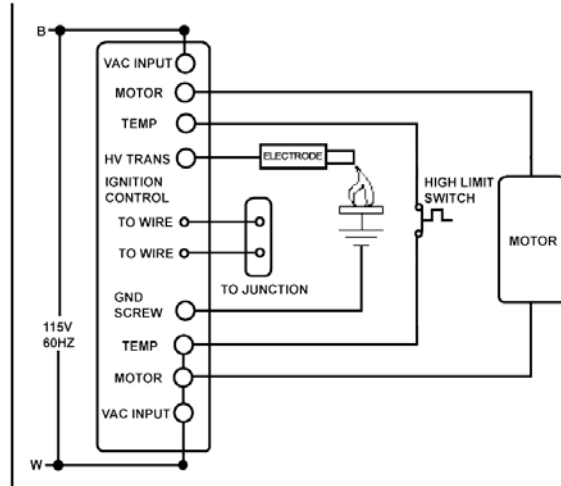 B
VAC INPUT
MOTOR
TEMP
HV TRANS
ELECTRODE
IGNITION
CONTROL
HIGH LIMIT
SWITCH
TO WIRE
TO WIRE
MOTOR
TO JUNCTION
GND
SCREW
115V
60HZ
TEMP
MOTOR
VAC INPUT
W